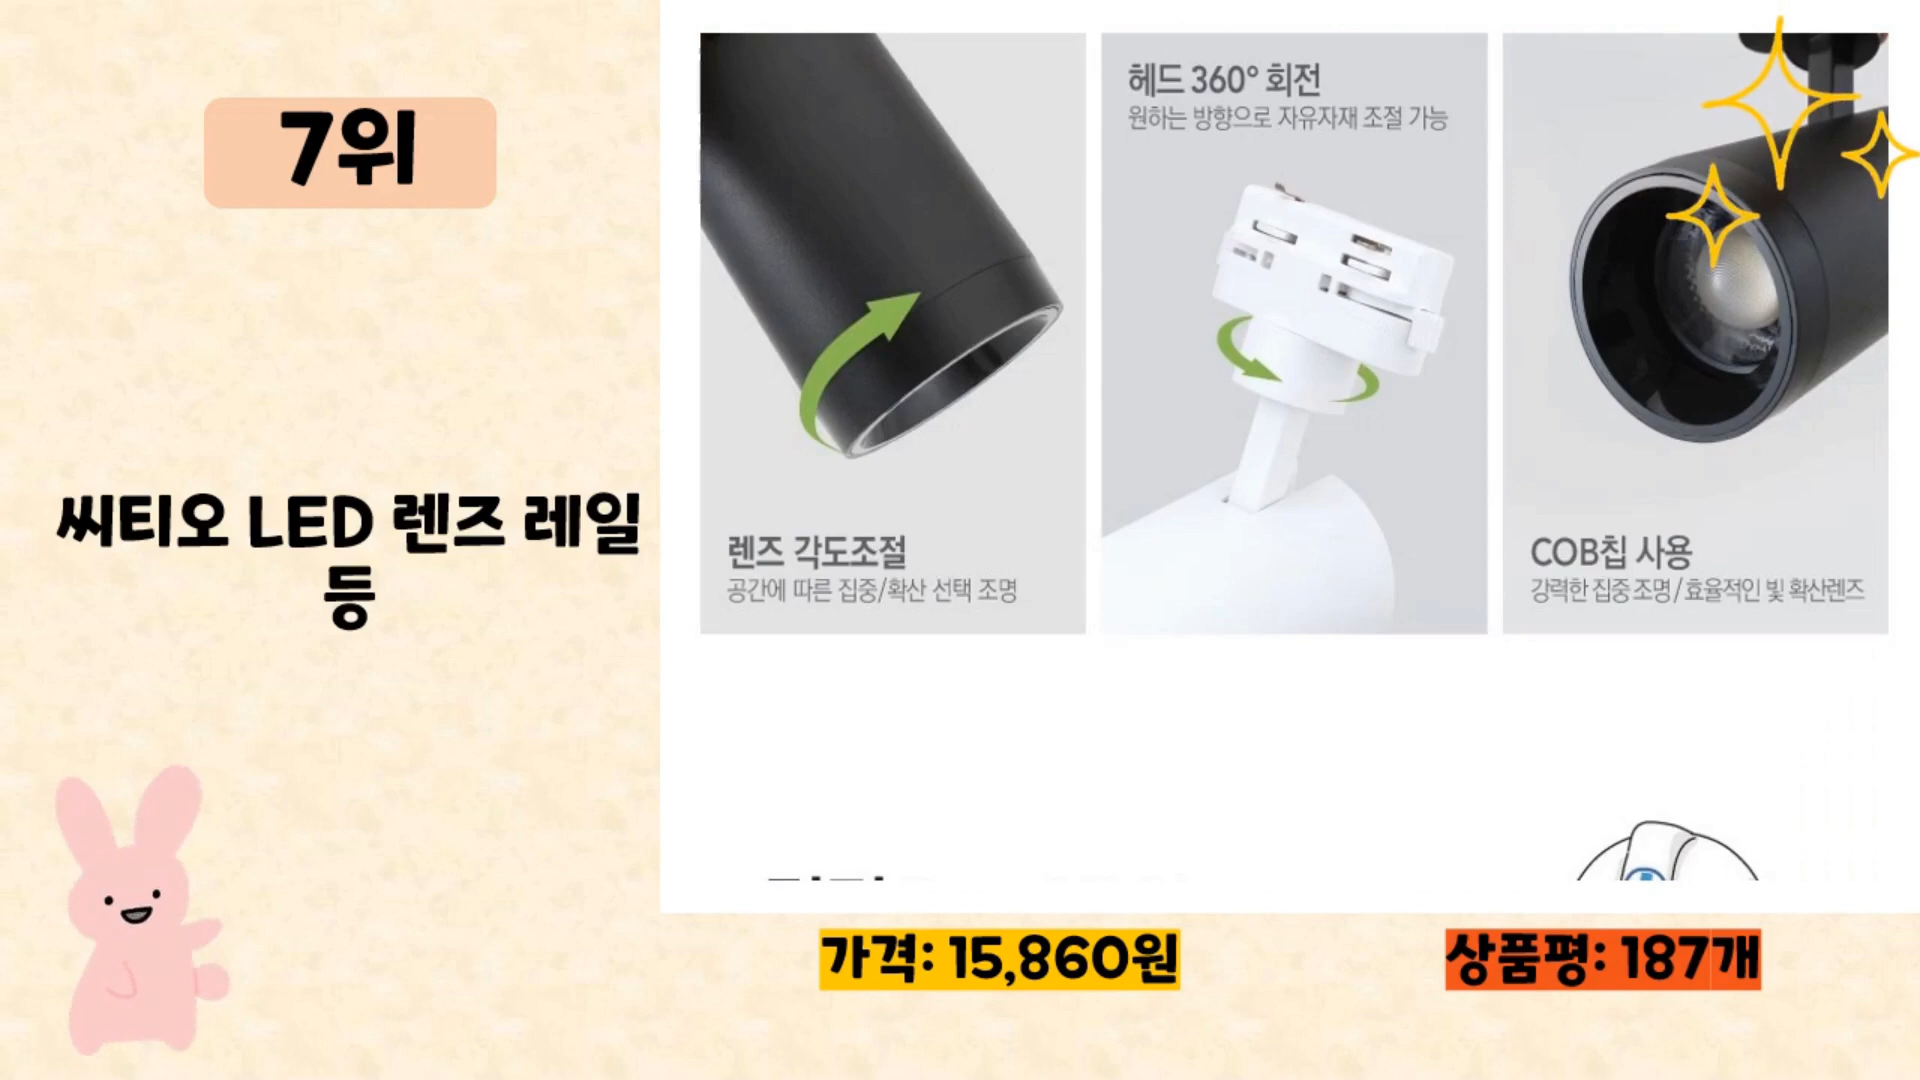 7위
씨티오 LED 렌즈 레일
등
헤드 360° 회전
원하는 방향으로 자유자재 조절 가능
렌즈 각도조절
공간에 따른 집중/확산 선택 조명
COB칩 사용
강력한 집중 조명/효율적인 빛 확산렌즈
가격: 15,860원
상품평: 187개